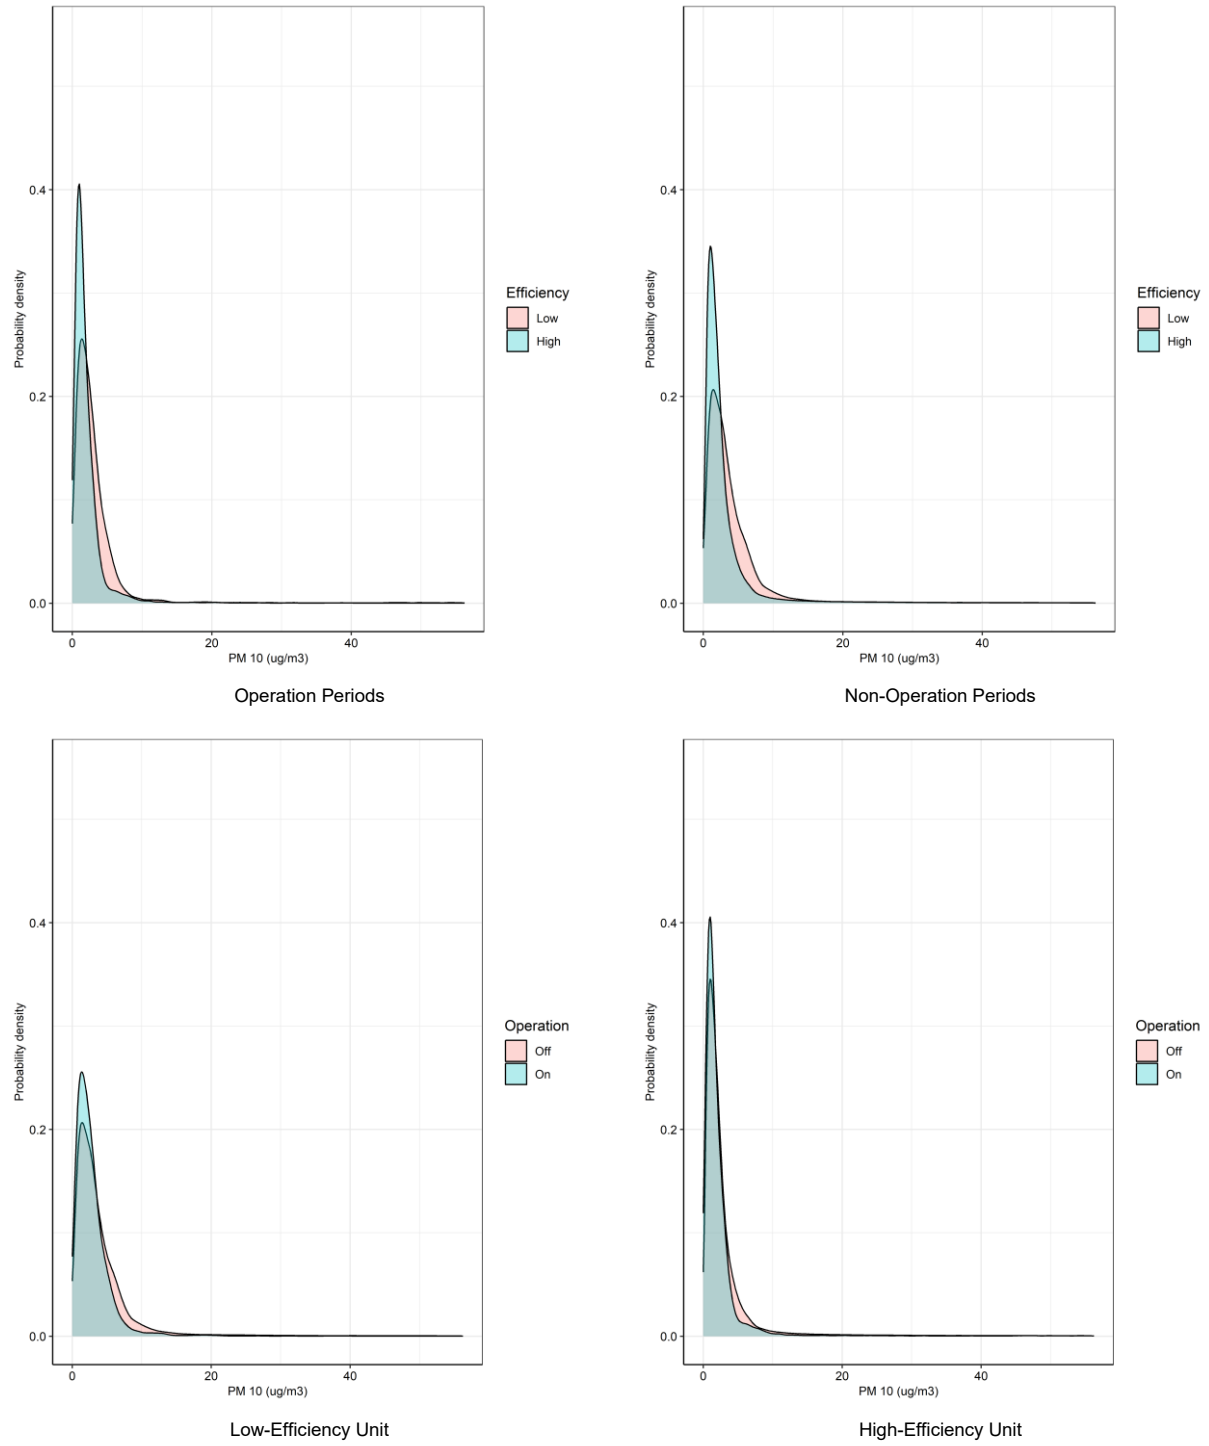 0.4
0.2
0.0
Probability density
0 20 40
PM 10 (ug/m3)
Efficiency
Low
High
Operation Periods
0.4
0.2
0.0
Probability density
0 20 40
PM 10 (ug/m3)
Efficiency
Low
High
Non-Operation Periods
0.4
0.2
0.0
Probability density
0 20 40
PM 10 (ug/m3)
Operation
Off
On
Low-Efficiency Unit
0.4
0.2
0.0
Probability density
0 20 40
PM 10 (ug/m3)
Operation
Off
On
High-Efficiency Unit